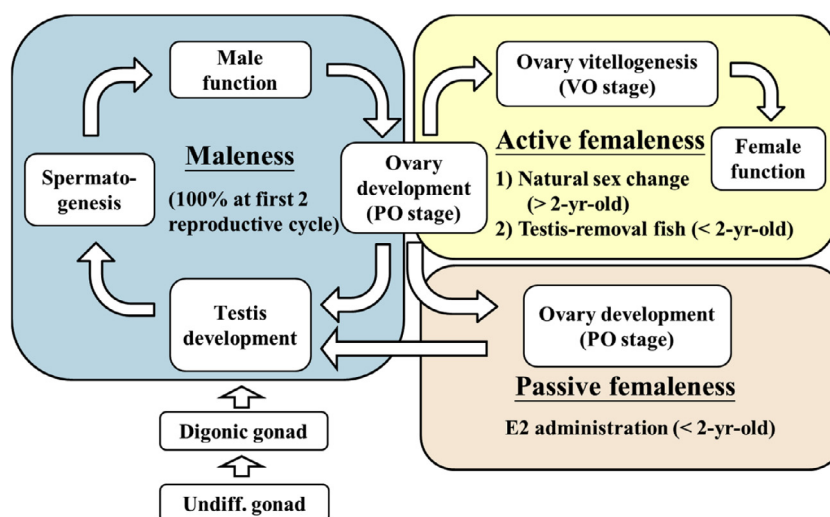 Male
function
Spermato-
genesis
Maleness
(100% at first 2
reproductive cycle)
Testis
development
Digonic gonad
Undiff. gonad
Ovary
development
(PO stage)
Ovary vitellogenesis
(VO stage)
Active femaleness
1) Natural sex change
(> 2-yr-old)
2) Testis-removal fish (< 2-yr-old)
Female
function
Ovary development
(PO stage)
Passive femaleness
E2 administration (< 2-yr-old)